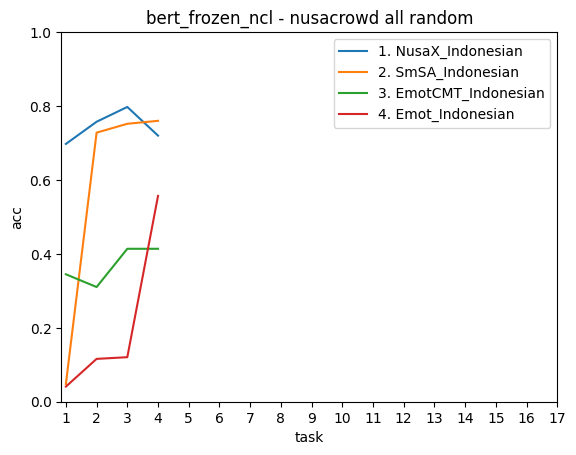 bert_frozen_ncl - nusacrowd all random
1. NusaX_Indonesian
2. SmSA_Indonesian
3. EmotCMT_Indonesian
4. Emot_Indonesian
1.0
0.8
0.6
0.4
0.2
0.0
acc
1 2 3 4 5 6 7 8 9 10 11 12 13 14 15 16 17
task